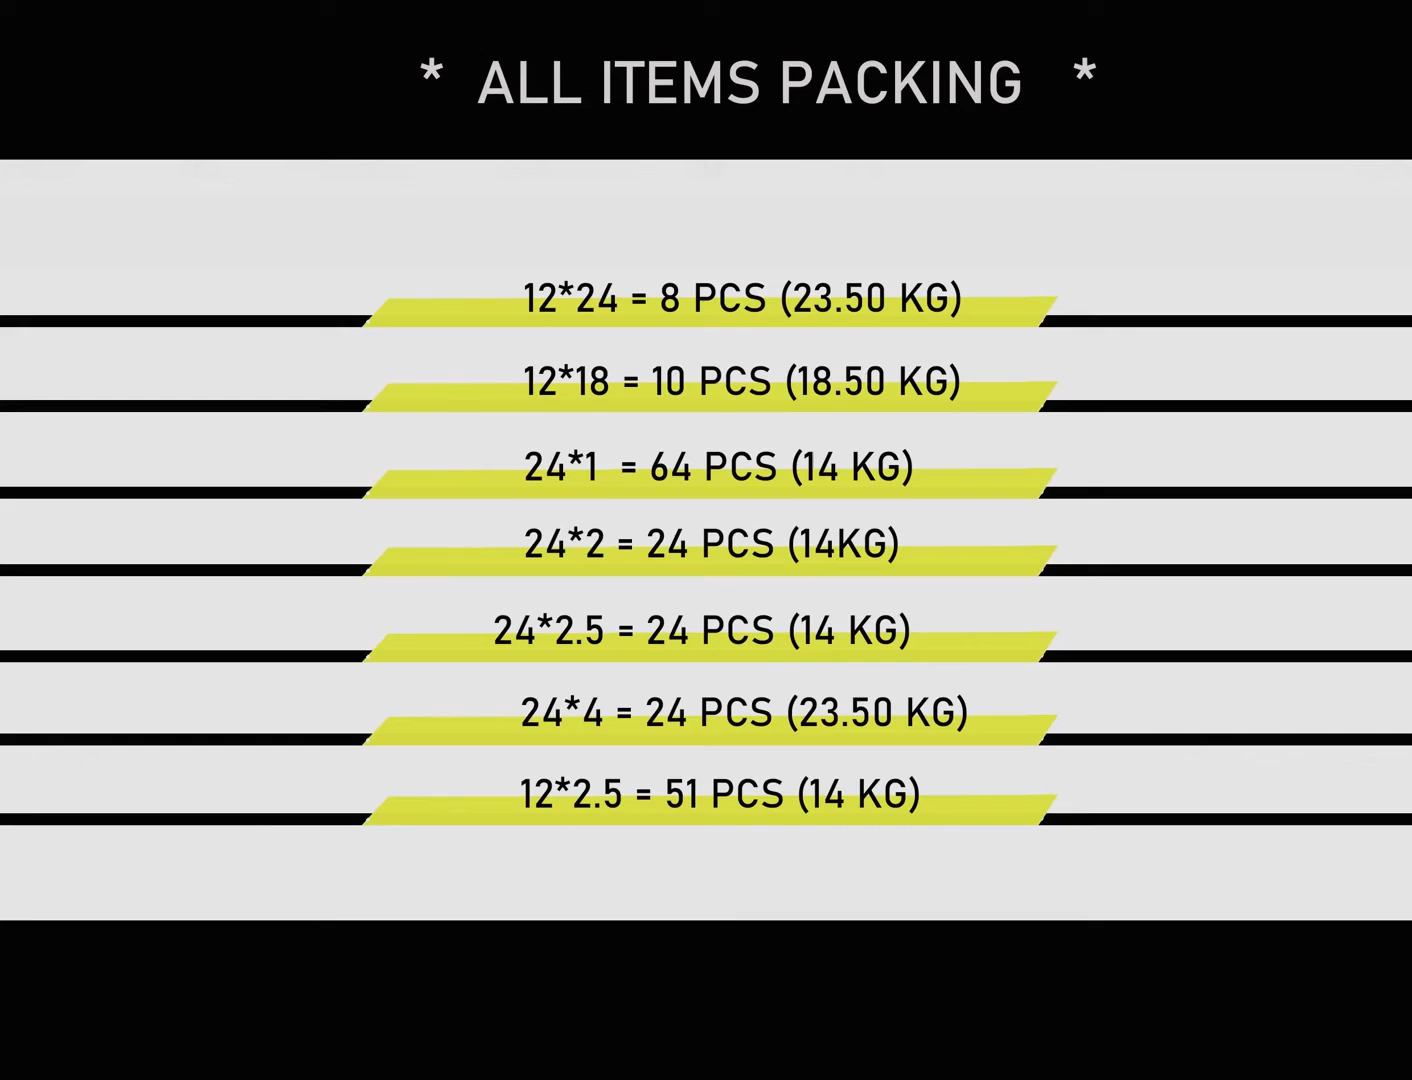 * ALL ITEMS PACKING *
12*24 = 8 PCS (23.50 KG)
12*18 = 10 PCS (18.50 KG)
24*1 = 64 PCS (14 KG)
24*2 = 24 PCS (14KG)
24*2.5 = 24 PCS (14 KG)
24*4 = 24 PCS (23.50 KG)
12*2.5 = 51 PCS (14 KG)